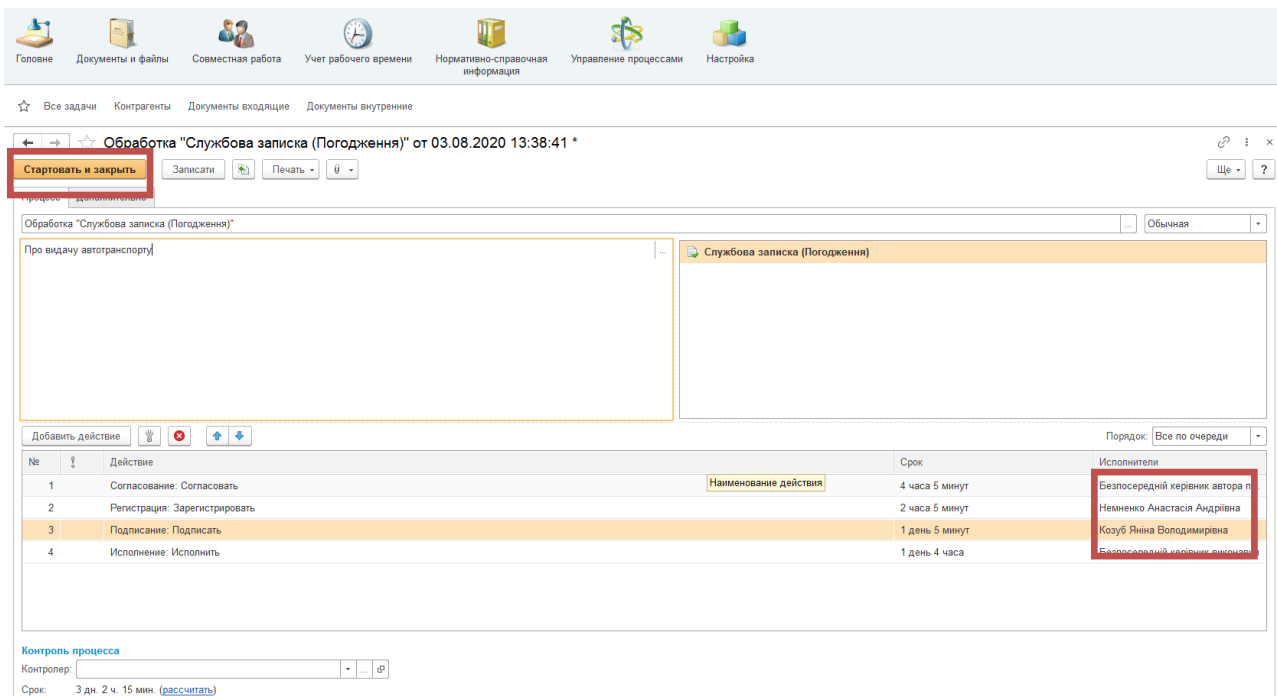 Головне Документы и файлы Совместная работа Учет рабочего времени Нормативно-справочная информация Управление процессами Настройка
Все задачи Контрагенты Документы входящие Документы внутренние
Обработка "Службова записка (Погодження)" от 03.08.2020 13:38:41 *
Стартовать и закрыть Записати Печать Ще ?
Процесс Дополнительно
Обработка "Службова записка (Погодження)" ... Обычная
Про видачу автотранспорту ... Службова записка (Погодження)
Добавить действие Порядок: Все по очереди
№ Действие Срок Исполнители
Наименование действия
1 Согласование: Согласовать 4 часа 5 минут Безпосередній керівник автора п
2 Регистрация: Зарегистрировать 2 часа 5 минут Немненко Анастасія Андріївна
3 Подписание: Подписать 1 день 5 минут Козуб Яніна Володимирівна
4 Исполнение: Исполнить 1 день 4 часа Безпосередній керівник
Контроль процесса
Контролер: ...
Срок: 3 дн. 2 ч. 15 мин. (рассчитать)